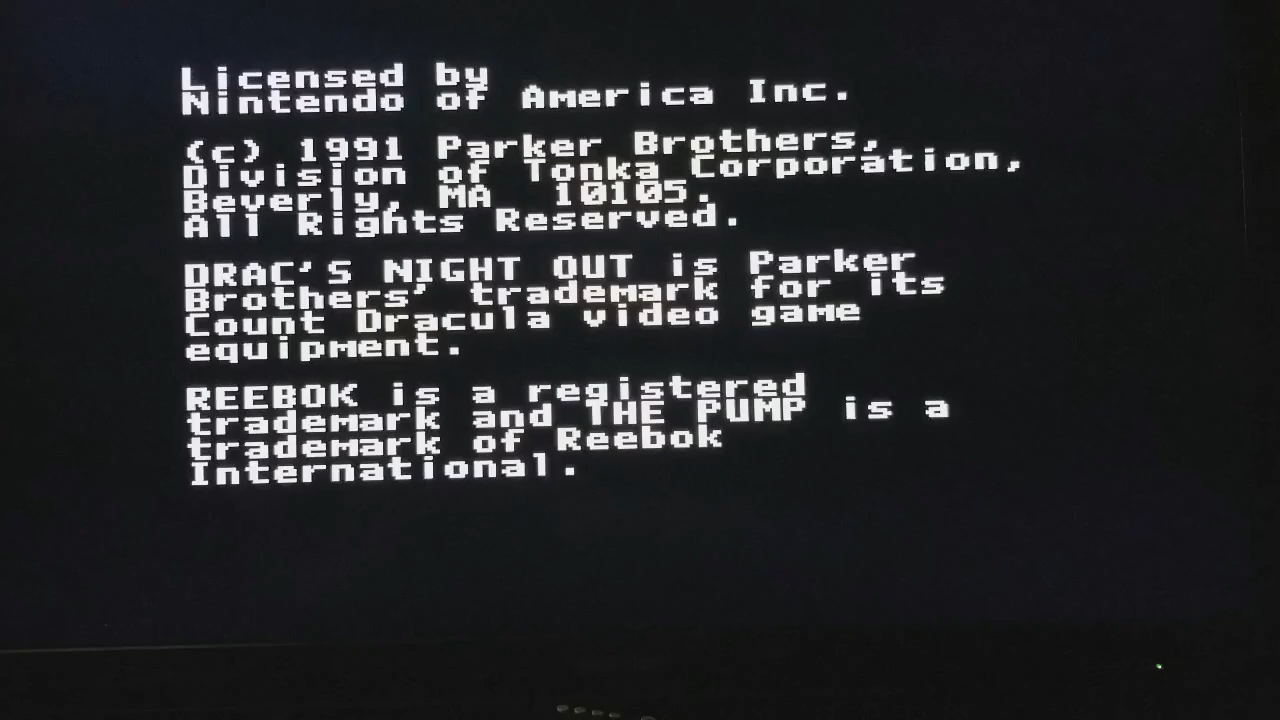 Licensed by
Nintendo of America Inc.
(c) 1991 Parker Brothers,
Division of Tonka Corporation,
Beverly, MA 10105.
All Rights Reserved.
DRAC'S NIGHT OUT is Parker
Brothers' trademark for its
Count Dracula video game
equipment.
REEBOK is a registered
trademark and THE PUMP is a
trademark of Reebok
International.